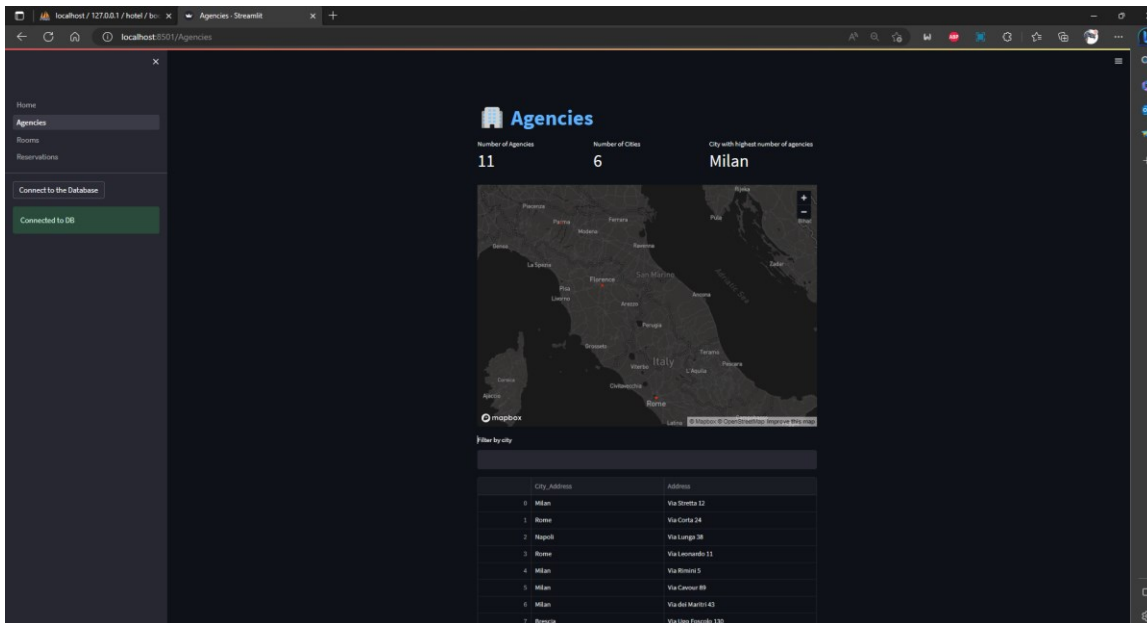 localhost / 127.0.0.1 / hotel / bo
Agencies · Streamlit
localhost:8501/Agencies
Home
Agencies
Rooms
Reservations
Connect to the Database
Connected to DB
Agencies
Number of Agencies
Number of Cities
City with highest number of agencies
11
6
Milan
Rijeka
Piacenza
Pula
Parma
Ferrara
Modena
Genoa
Ravenna
Zadar
La Spezia
San Marino
Florence
Adriatic Sea
Pisa
Livorno
Ancona
Arezzo
Perugia
Grosseto
Italy
Teramo
Viterbo
Pescara
L'Aquila
Civitavecchia
Ajaccio
Rome
Latina
mapbox
© Mapbox © OpenStreetMap Improve this map
Filter by city
City_Address Address
0 Milan Via Stretta 12
1 Rome Via Corta 24
2 Napoli Via Lunga 38
3 Rome Via Leonardo 11
4 Milan Via Rimini 5
5 Milan Via Cavour 89
6 Milan Via dei Maritri 43
7 Brescia Via Ugo Foscolo 130